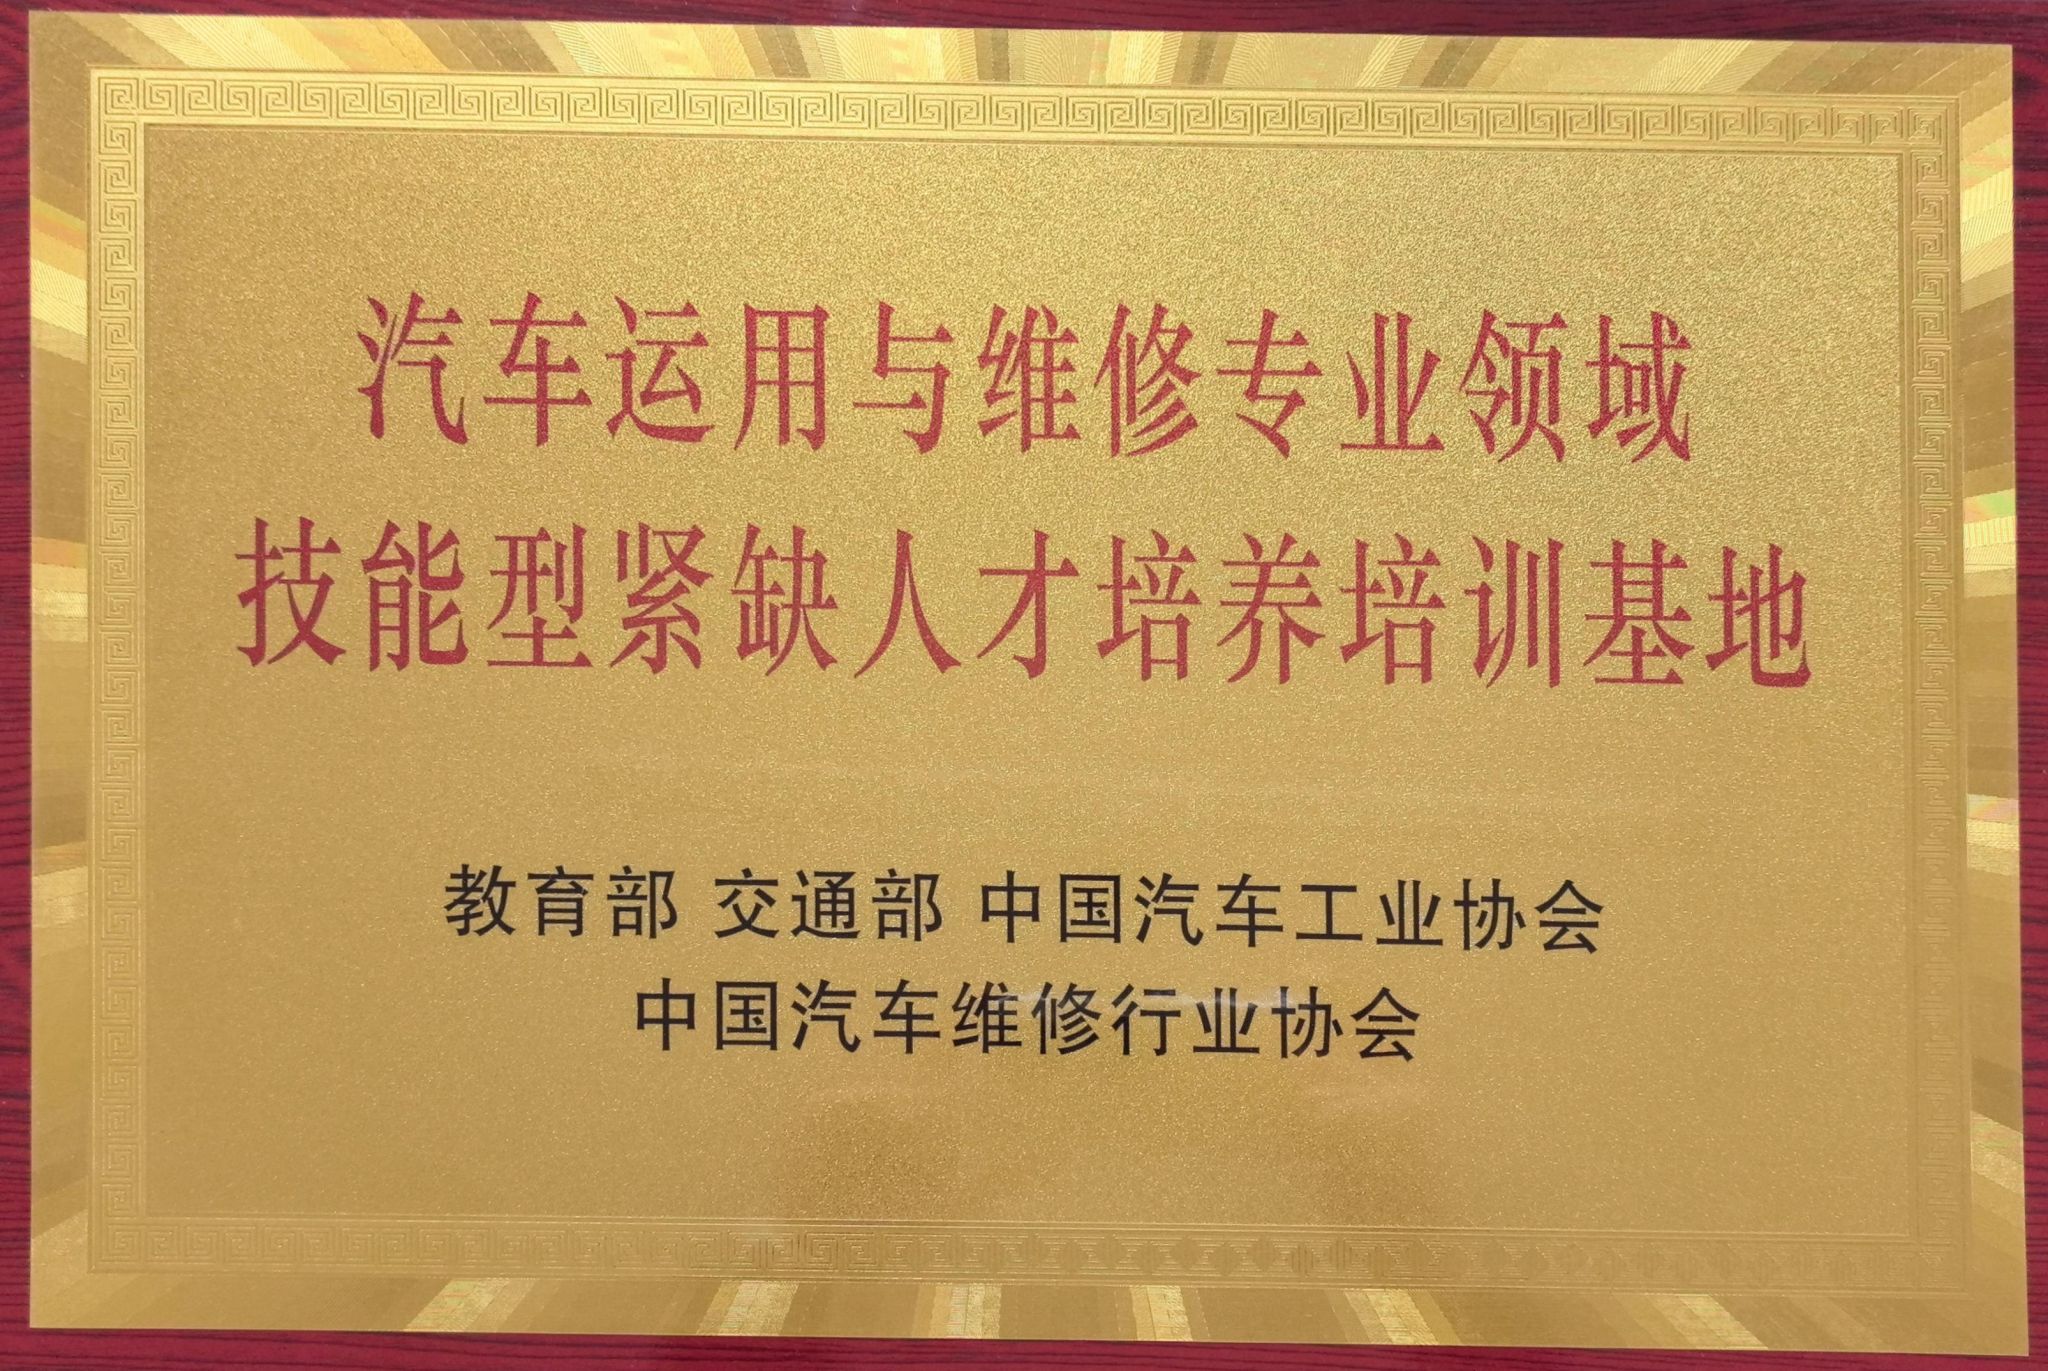 汽车运用与维修专业领域
技能型紧缺人才培养培训基地
教育部 交通部 中国汽车工业协会
中国汽车维修行业协会